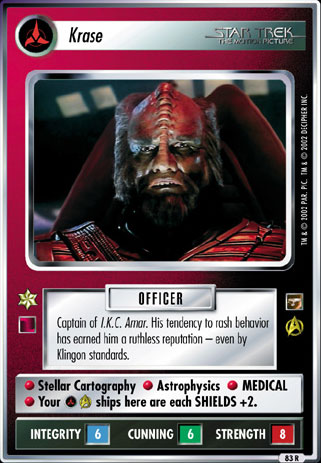 Krase
STAR TREK
THE MOTION PICTURE
TM & © 2002 PAR. PIC. TM & © 2002 DECIPHER INC.
OFFICER
Captain of I.K.C. Amar. His tendency to rash behavior
has earned him a ruthless reputation – even by
Klingon standards.
Stellar Cartography Astrophysics MEDICAL
Your ships here are each SHIELDS +2.
INTEGRITY 6 CUNNING 6 STRENGTH 8
83 R